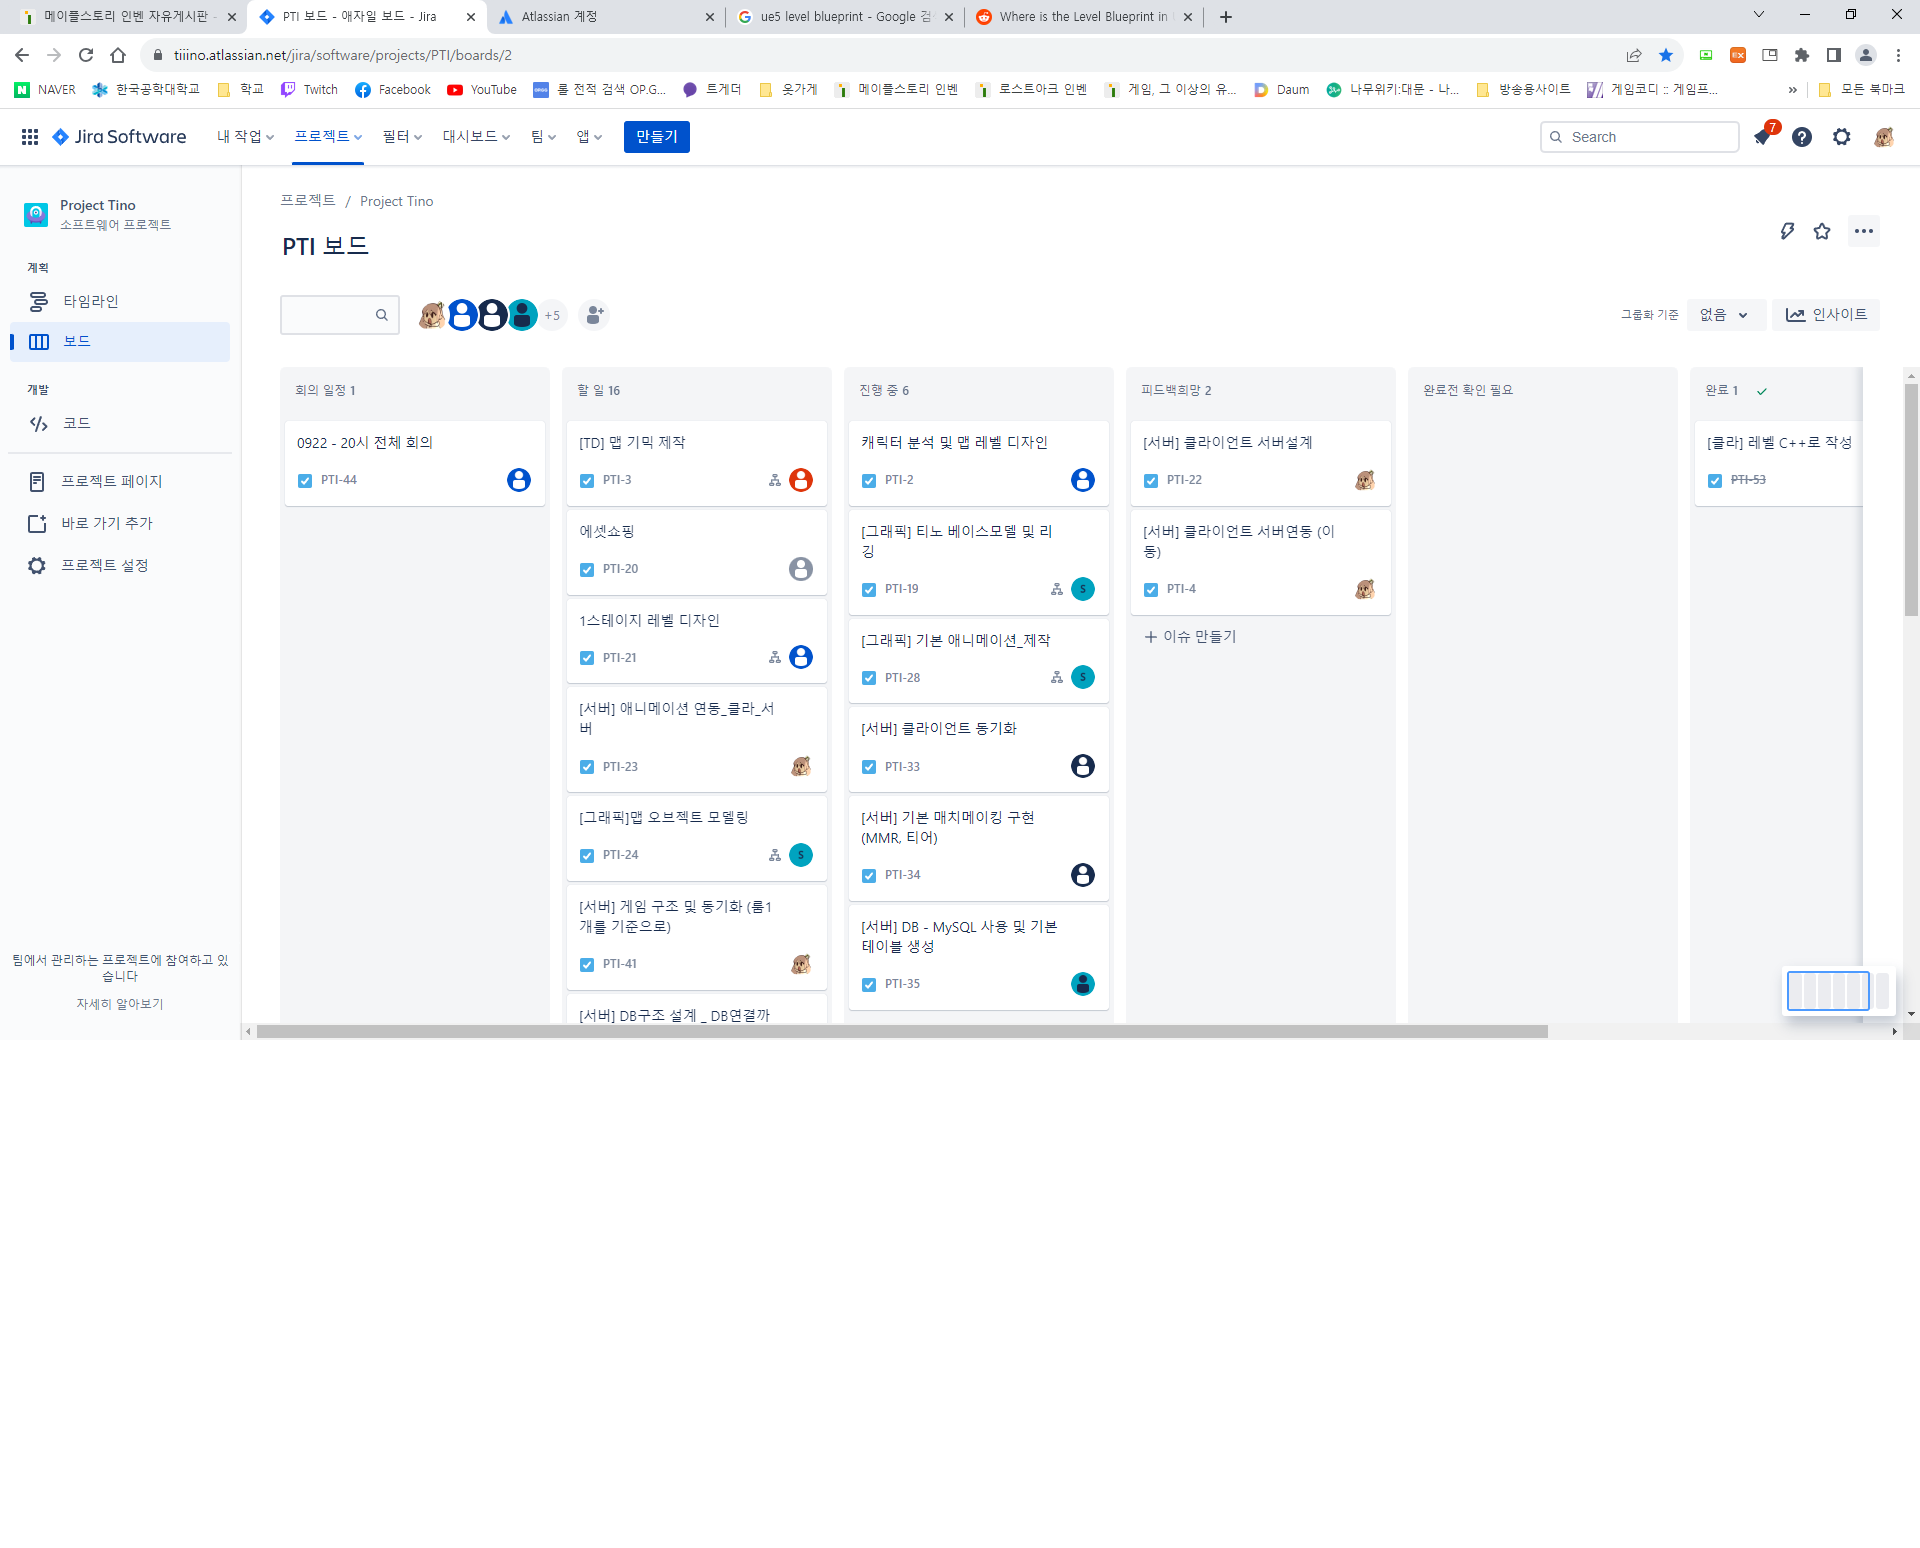 메이플스토리 인벤 자유게시판 -
PTI 보드 - 애자일 보드 - Jira
Atlassian 계정
ue5 level blueprint - Google 검
Where is the Level Blueprint in
tiiino.atlassian.net/jira/software/projects/PTI/boards/2
NAVER
한국공학대학교
학교
Twitch
Facebook
YouTube
롤 전적 검색 OP.G...
트게더
옷가게
메이플스토리 인벤
로스트아크 인벤
게임, 그 이상의 유...
Daum
나무위키:대문 - 나...
방송용사이트
게임코디 :: 게임프...
»
모든 북마크
Jira Software
내 작업
프로젝트
필터
대시보드
팀
앱
만들기
Search
7
Project Tino
소프트웨어 프로젝트
계획
타임라인
보드
개발
코드
프로젝트 페이지
바로 가기 추가
프로젝트 설정
팀에서 관리하는 프로젝트에 참여하고 있
습니다
자세히 알아보기
프로젝트 / Project Tino
PTI 보드
+5
그룹화 기준
없음
인사이트
회의 일정 1
0922 - 20시 전체 회의
PTI-44
할 일 16
[TD] 맵 기믹 제작
PTI-3
에셋쇼핑
PTI-20
1스테이지 레벨 디자인
PTI-21
[서버] 애니메이션 연동_클라_서
버
PTI-23
[그래픽]맵 오브젝트 모델링
PTI-24
S
[서버] 게임 구조 및 동기화 (룸1
개를 기준으로)
PTI-41
[서버] DB구조 설계 _ DB연결까
진행 중 6
캐릭터 분석 및 맵 레벨 디자인
PTI-2
[그래픽] 티노 베이스모델 및 리
깅
PTI-19
S
[그래픽] 기본 애니메이션_제작
PTI-28
S
[서버] 클라이언트 동기화
PTI-33
[서버] 기본 매치메이킹 구현
(MMR, 티어)
PTI-34
[서버] DB - MySQL 사용 및 기본
테이블 생성
PTI-35
피드백희망 2
[서버] 클라이언트 서버설계
PTI-22
[서버] 클라이언트 서버연동 (이
동)
PTI-4
+ 이슈 만들기
완료전 확인 필요
완료 1
[클라] 레벨 C++로 작성
PTI-53